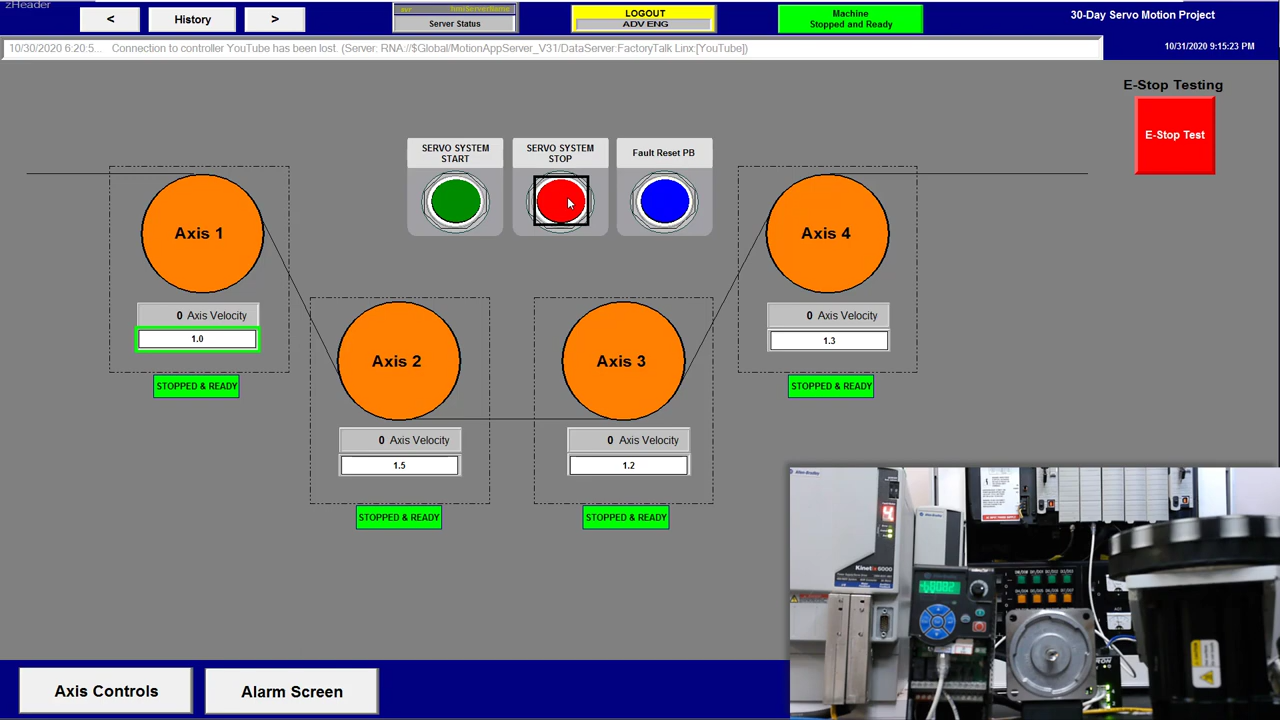 zHeader
<
History
>
svr hmiServerName
Server Status
LOGOUT
ADV ENG
Machine
Stopped and Ready
30-Day Servo Motion Project
10/30/2020 6:20:5... Connection to controller YouTube has been lost. (Server: RNA://$Global/MotionAppServer_V31/DataServer:FactoryTalk Linx:[YouTube])
10/31/2020 9:15:23 PM
E-Stop Testing
E-Stop Test
SERVO SYSTEM
START
SERVO SYSTEM
STOP
Fault Reset PB
Axis 1
0 Axis Velocity
1.0
STOPPED & READY
Axis 2
0 Axis Velocity
1.5
STOPPED & READY
Axis 3
0 Axis Velocity
1.2
STOPPED & READY
Axis 4
0 Axis Velocity
1.3
STOPPED & READY
Axis Controls
Alarm Screen
Allen-Bradley
4.
Kinetix 6000